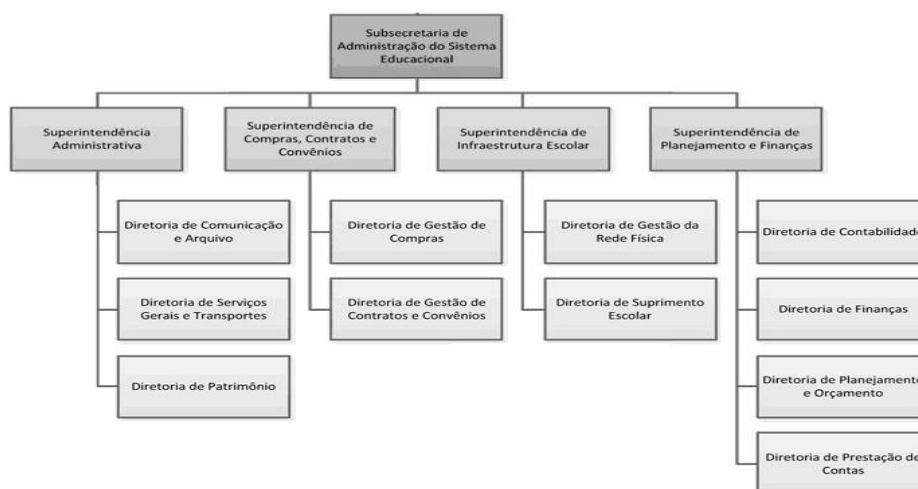 Subsecretaria de
Administração do Sistema
Educacional
Superintendência
Administrativa
Superintendência de
Compras, Contratos e
Convênios
Superintendência de
Infraestrutura Escolar
Superintendência de
Planejamento e Finanças
Diretoria de Comunicação
e Arquivo
Diretoria de Serviços
Gerais e Transportes
Diretoria de Patrimônio
Diretoria de Gestão de
Compras
Diretoria de Gestão de
Contratos e Convênios
Diretoria de Gestão da
Rede Física
Diretoria de Suprimento
Escolar
Diretoria de Contabilidade
Diretoria de Finanças
Diretoria de Planejamento
e Orçamento
Diretoria de Prestação de
Contas